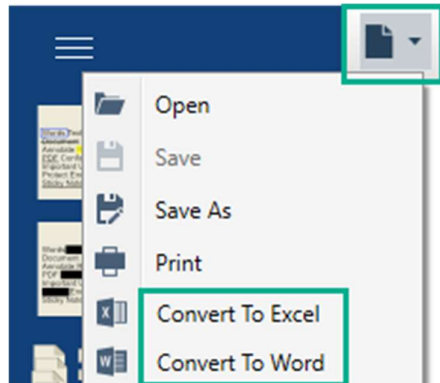 Open
Save
Save As
Print
Convert To Excel
Convert To Word